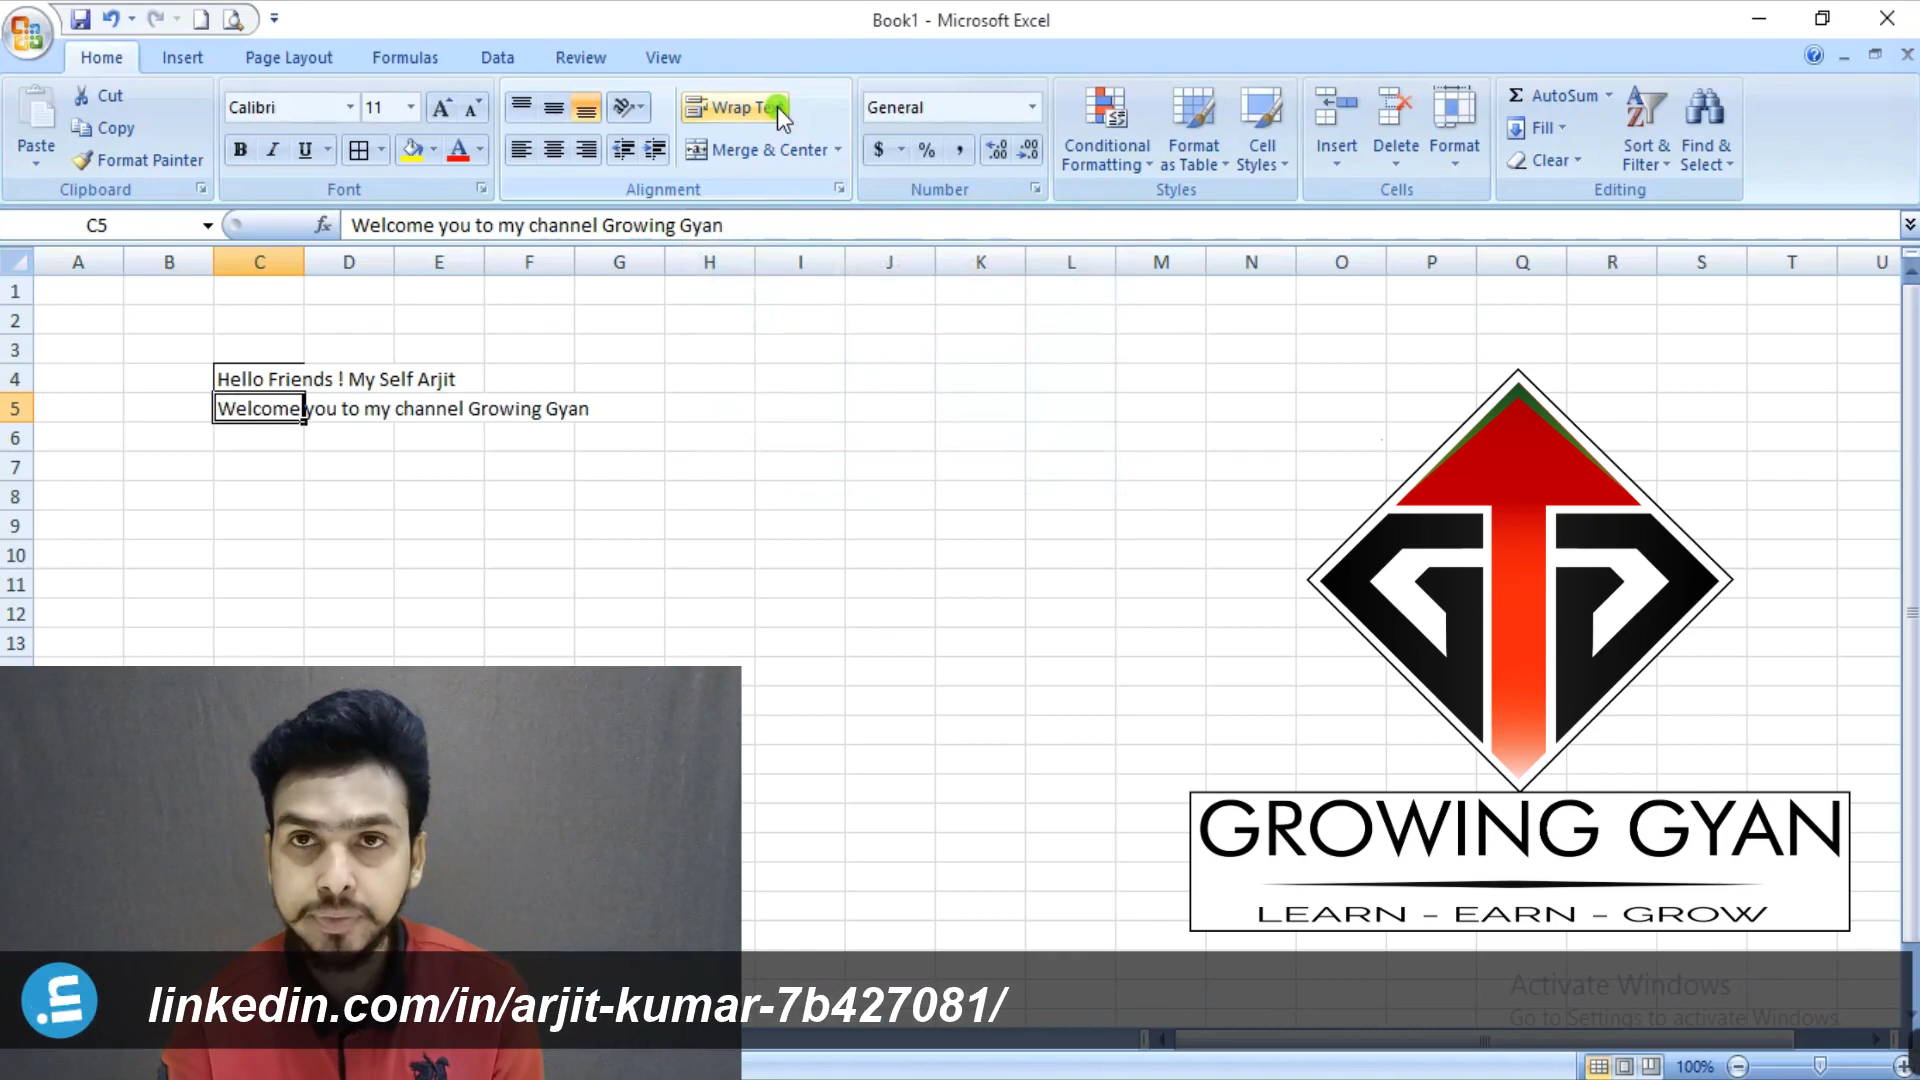 Book1 - Microsoft Excel
Home Insert Page Layout Formulas Data Review View
Paste
Cut
Copy
Format Painter
Clipboard
Calibri 11
B I U A
Font
Wrap
Merge & Center
Alignment
General
$ % ,
Number
Conditional Formatting
Format as Table
Cell Styles
Styles
Insert Delete Format
Cells
Σ AutoSum
Fill
Clear
Sort & Filter
Find & Select
Editing
C5 fx Welcome you to my channel Growing Gyan
A B C D E F G H I J K L M N O P Q R S T U
1
2
3
4 Hello Friends ! My Self Arjit
5 Welcome you to my channel Growing Gyan
6
7
8
9
10
11
12
13
GROWING GYAN
LEARN - EARN - GROW
Activate Windows
Go to Settings to activate Windows
linkedin.com/in/arjit-kumar-7b427081/
100%